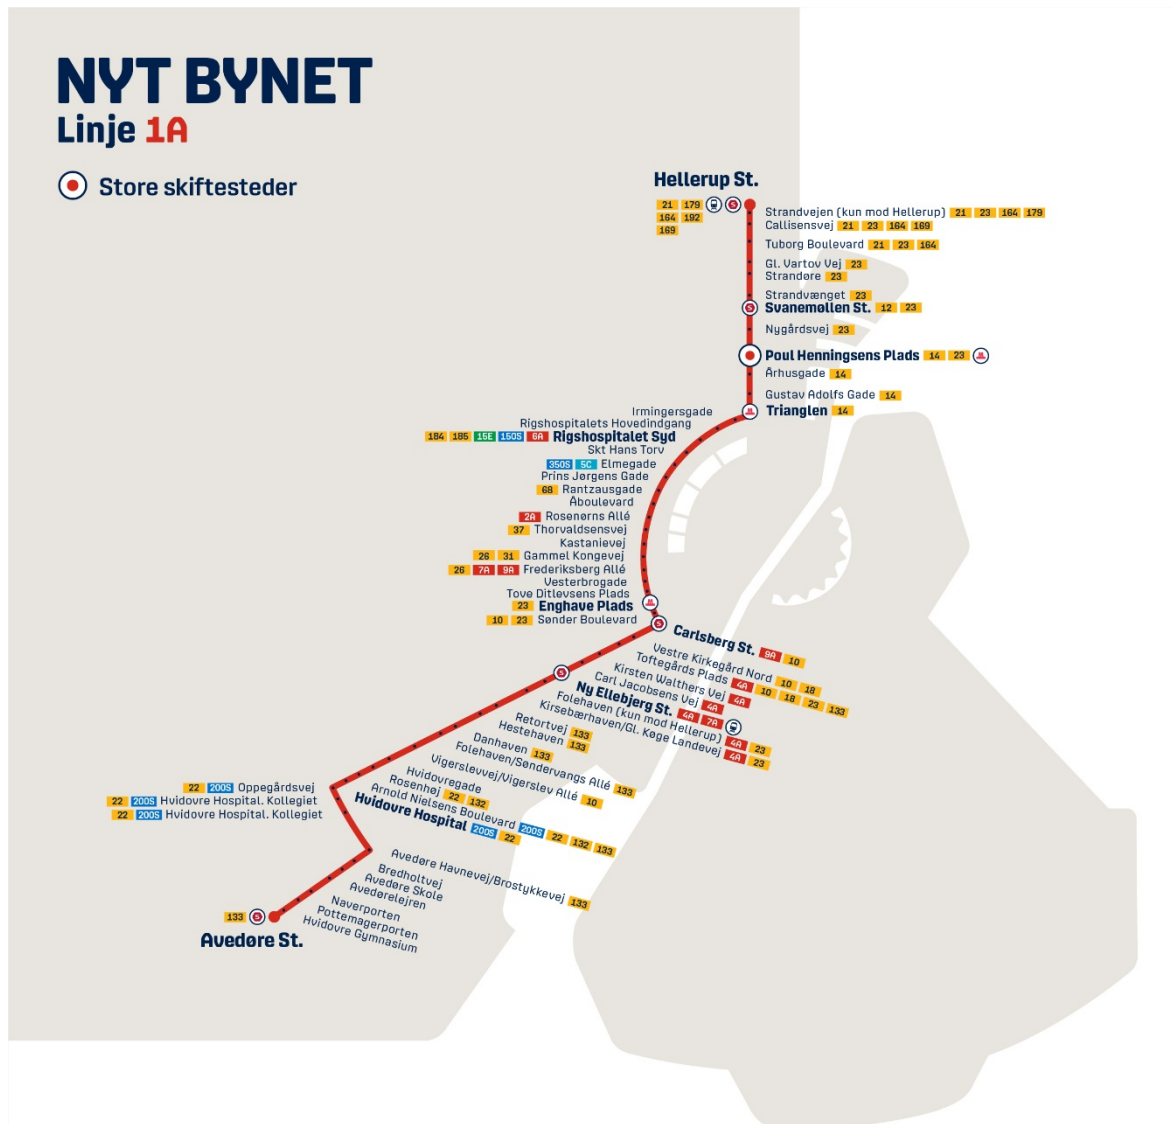 NYT BYNET
Linje 1A
Store skiftesteder
Hellerup St.
21 179
164 192
169
Strandvejen (kun mod Hellerup) 21 23 164 179
Callisensvej 21 23 164 169
Tuborg Boulevard 21 23 164
Gl. Vartov Vej 23
Strandøre 23
Strandvænget 23
Svanemøllen St. 12 23
Nygårdsvej 23
Poul Henningsens Plads 14 23
Århusgade 14
Gustav Adolfs Gade 14
Trianglen 14
Irmingersgade
Rigshospitalets Hovedindgang
184 185 15E 150S 6A Rigshospitalet Syd
Skt Hans Torv
350S 5C Elmegade
Prins Jørgens Gade
68 Rantzausgade
Åboulevard
2A Rosenørns Allé
37 Thorvaldsensvej
Kastanievej
26 31 Gammel Kongevej
26 7A 9A Frederiksberg Allé
Vesterbrogade
Tove Ditlevsens Plads
23 Enghave Plads
10 23 Sønder Boulevard
Carlsberg St. 9A 10
Vestre Kirkegård Nord 10 18
Toftegårds Plads 4A 10 18 23 133
Kirsten Walthers Vej 4A
Carl Jacobsens Vej 4A
Ny Ellebjerg St. 4A 7A
Folehaven (kun mod Hellerup) 4A 23
Kirsebærhaven/Gl. Køge Landevej 4A 23
Retortvej 133
Hestehaven 133
Danhaven 133
Folehaven/Søndervangs Allé 133
Vigerslevvej/Vigerslev Allé 10
Hvidovregade
Rosenhøj 22 132
Arnold Nielsens Boulevard 200S 22 132 133
Hvidovre Hospital 200S 22
22 200S Oppegårdsvej
22 200S Hvidovre Hospital. Kollegiet
22 200S Hvidovre Hospital. Kollegiet
Avedøre Havnevej/Brostykkevej 133
Bredholtvej
Avedøre Skole
Avedørelejren
Naverporten
Pottemagerporten
Hvidovre Gymnasium
133
Avedøre St.